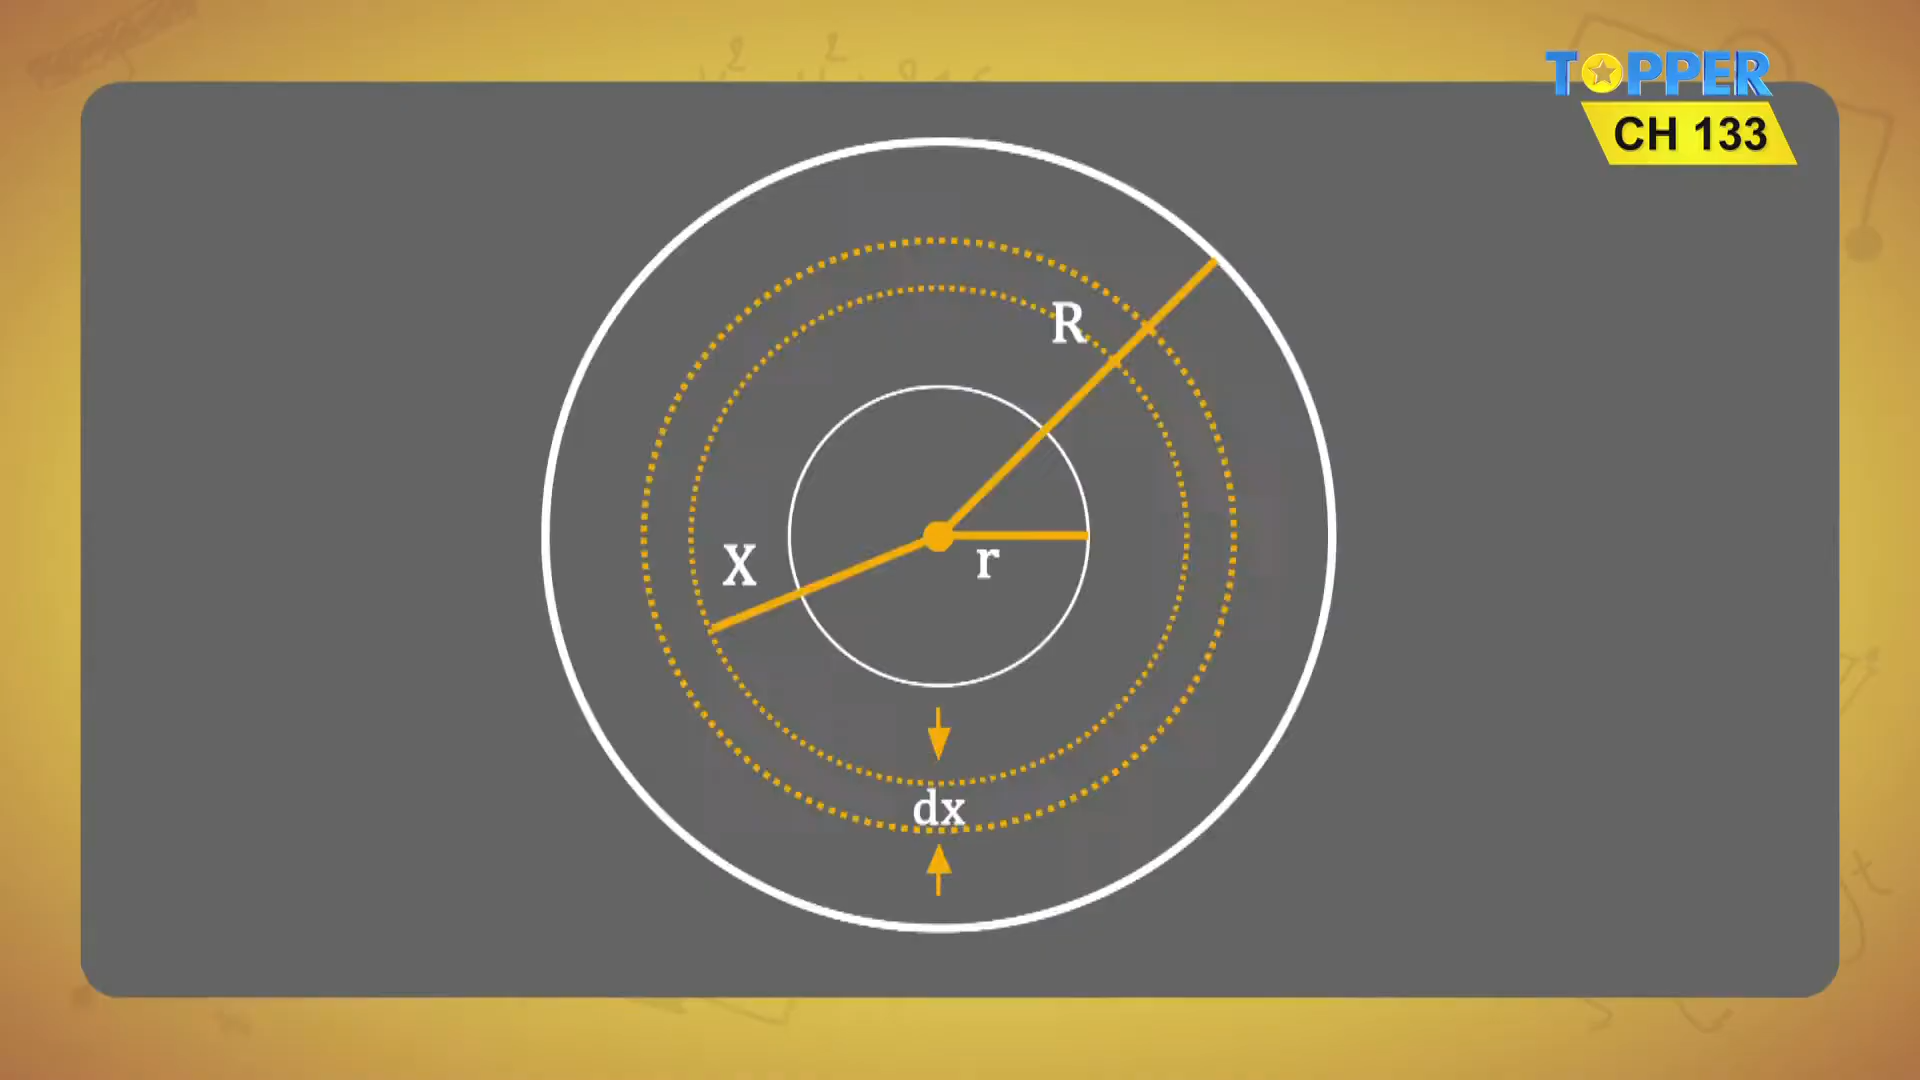 TOPPER
CH 133
R
X
r
dx